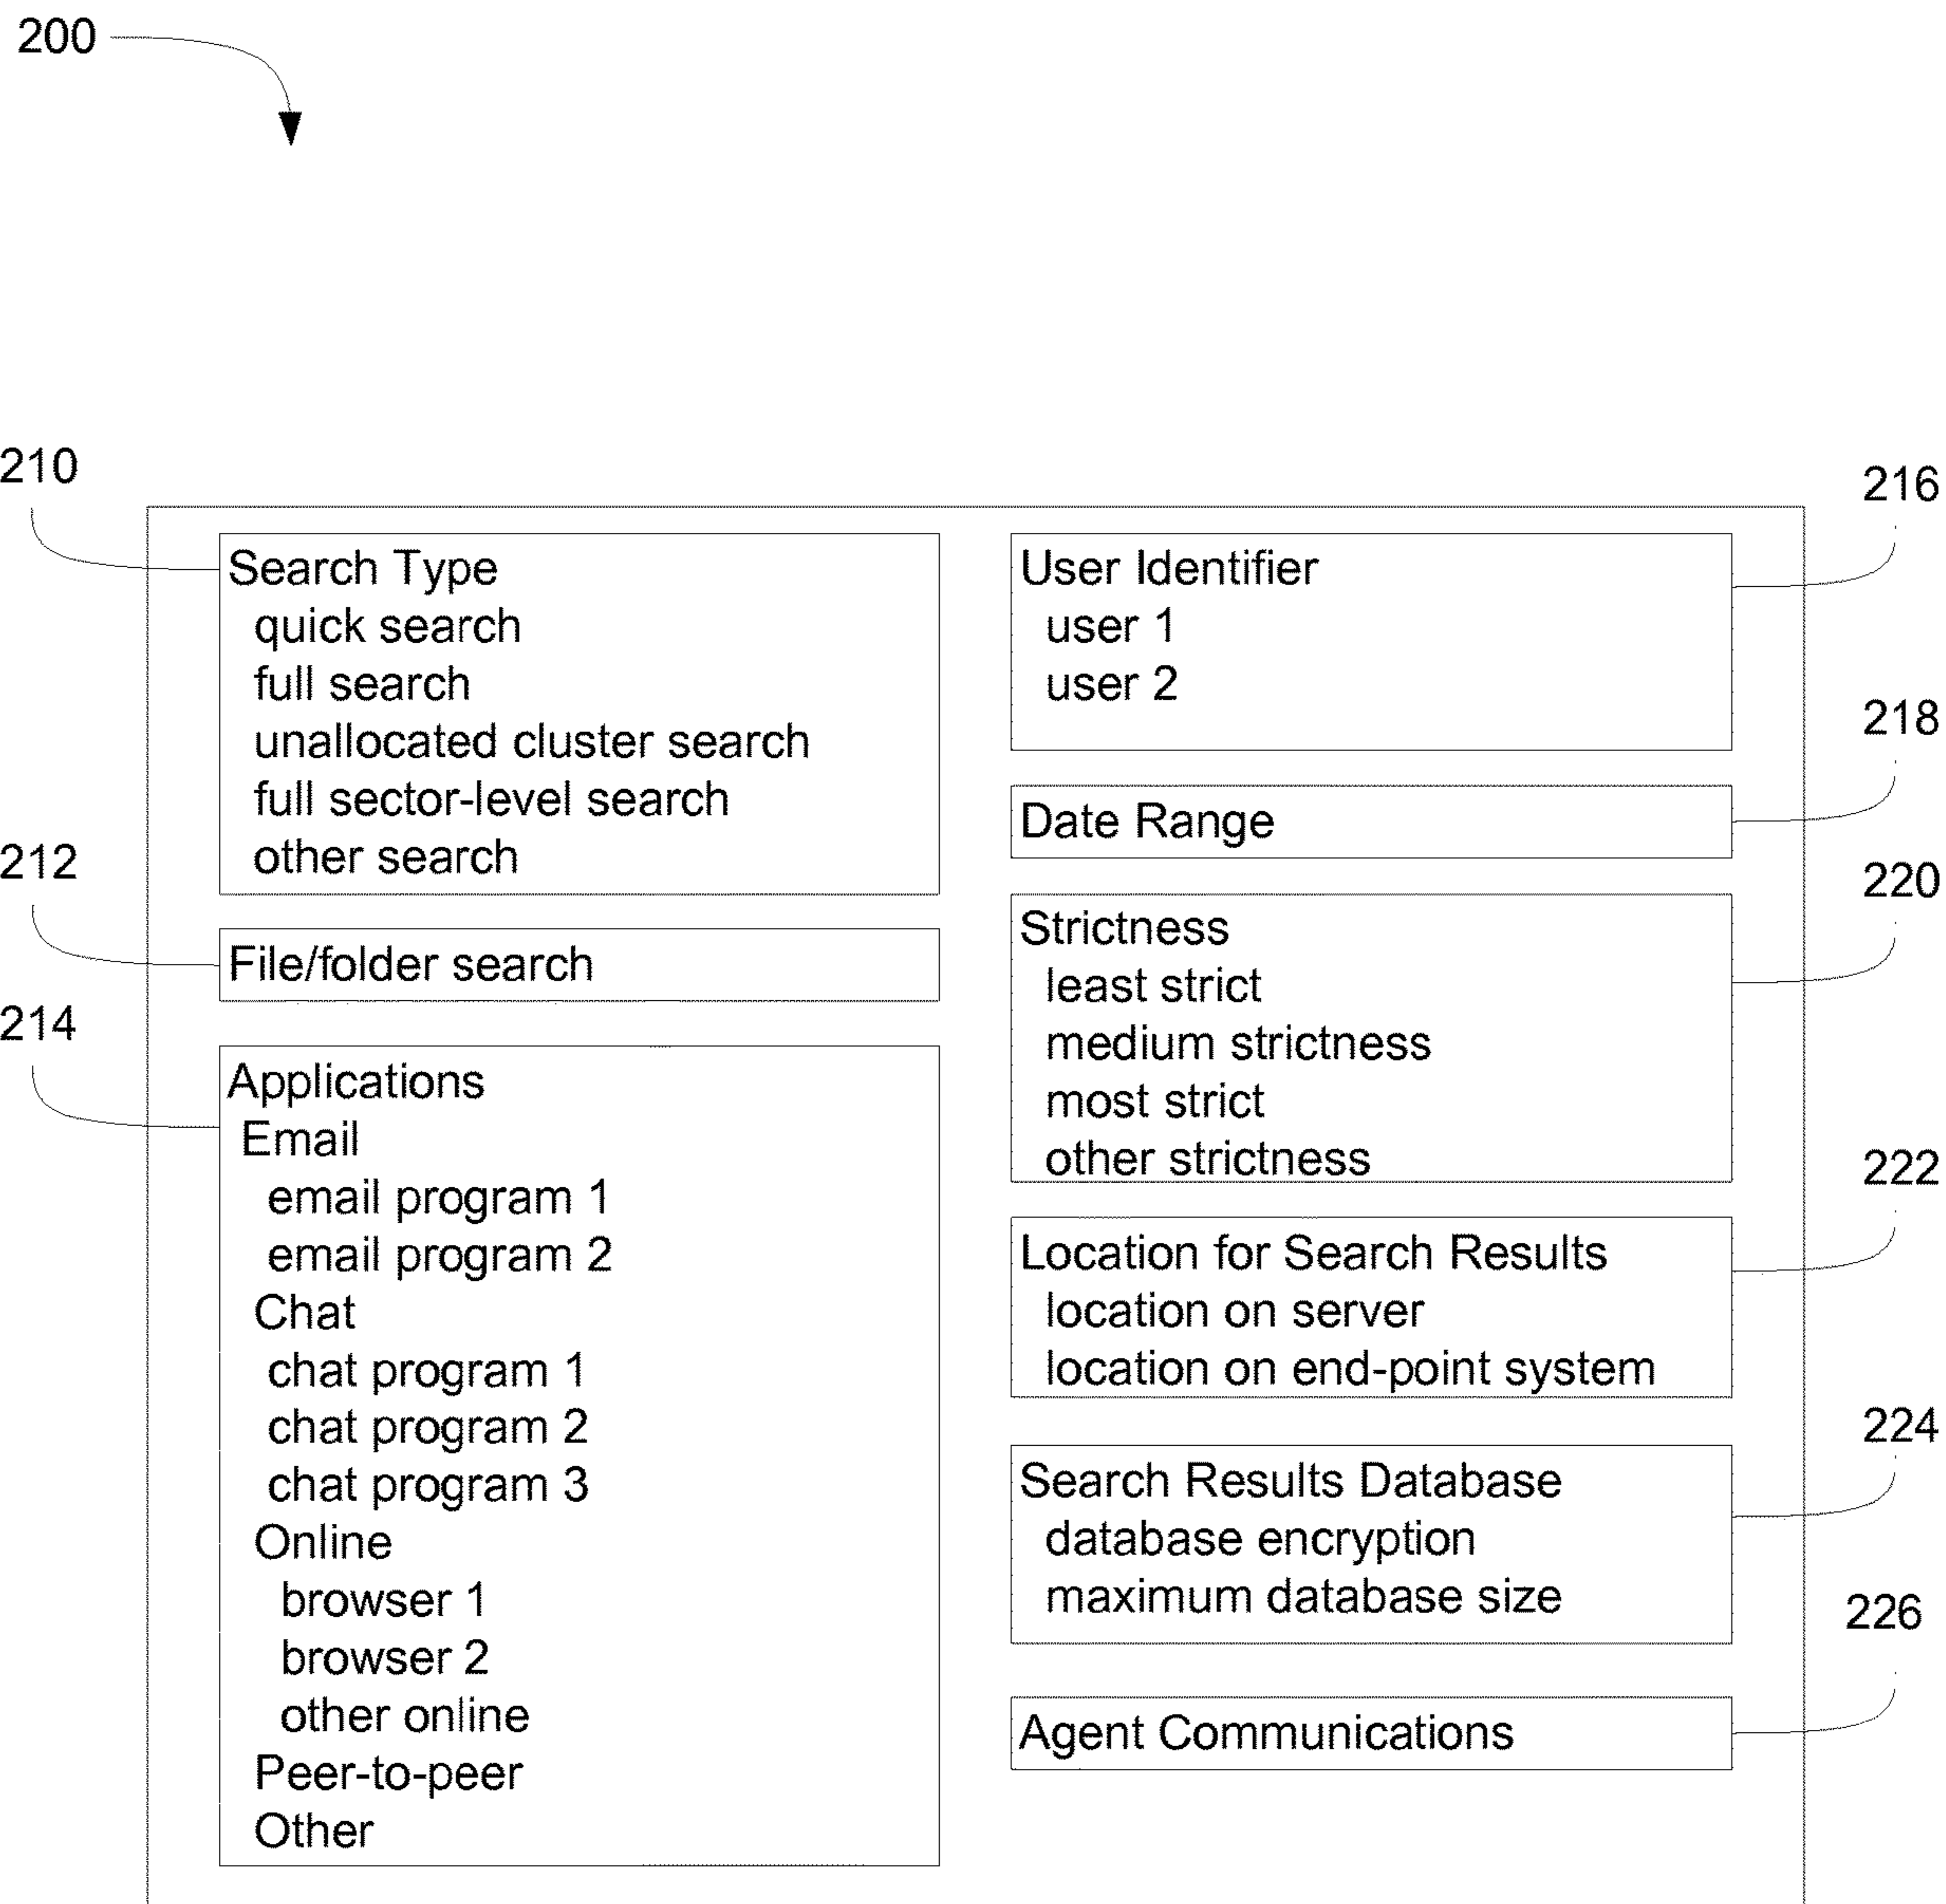 200
210
Search Type
quick search
full search
unallocated cluster search
full sector-level search
other search
212
File/folder search
214
Applications
Email
email program 1
email program 2
Chat
chat program 1
chat program 2
chat program 3
Online
browser 1
browser 2
other online
Peer-to-peer
Other
216
User Identifier
user 1
user 2
218
Date Range
220
Strictness
least strict
medium strictness
most strict
other strictness
222
Location for Search Results
location on server
location on end-point system
224
Search Results Database
database encryption
maximum database size
226
Agent Communications